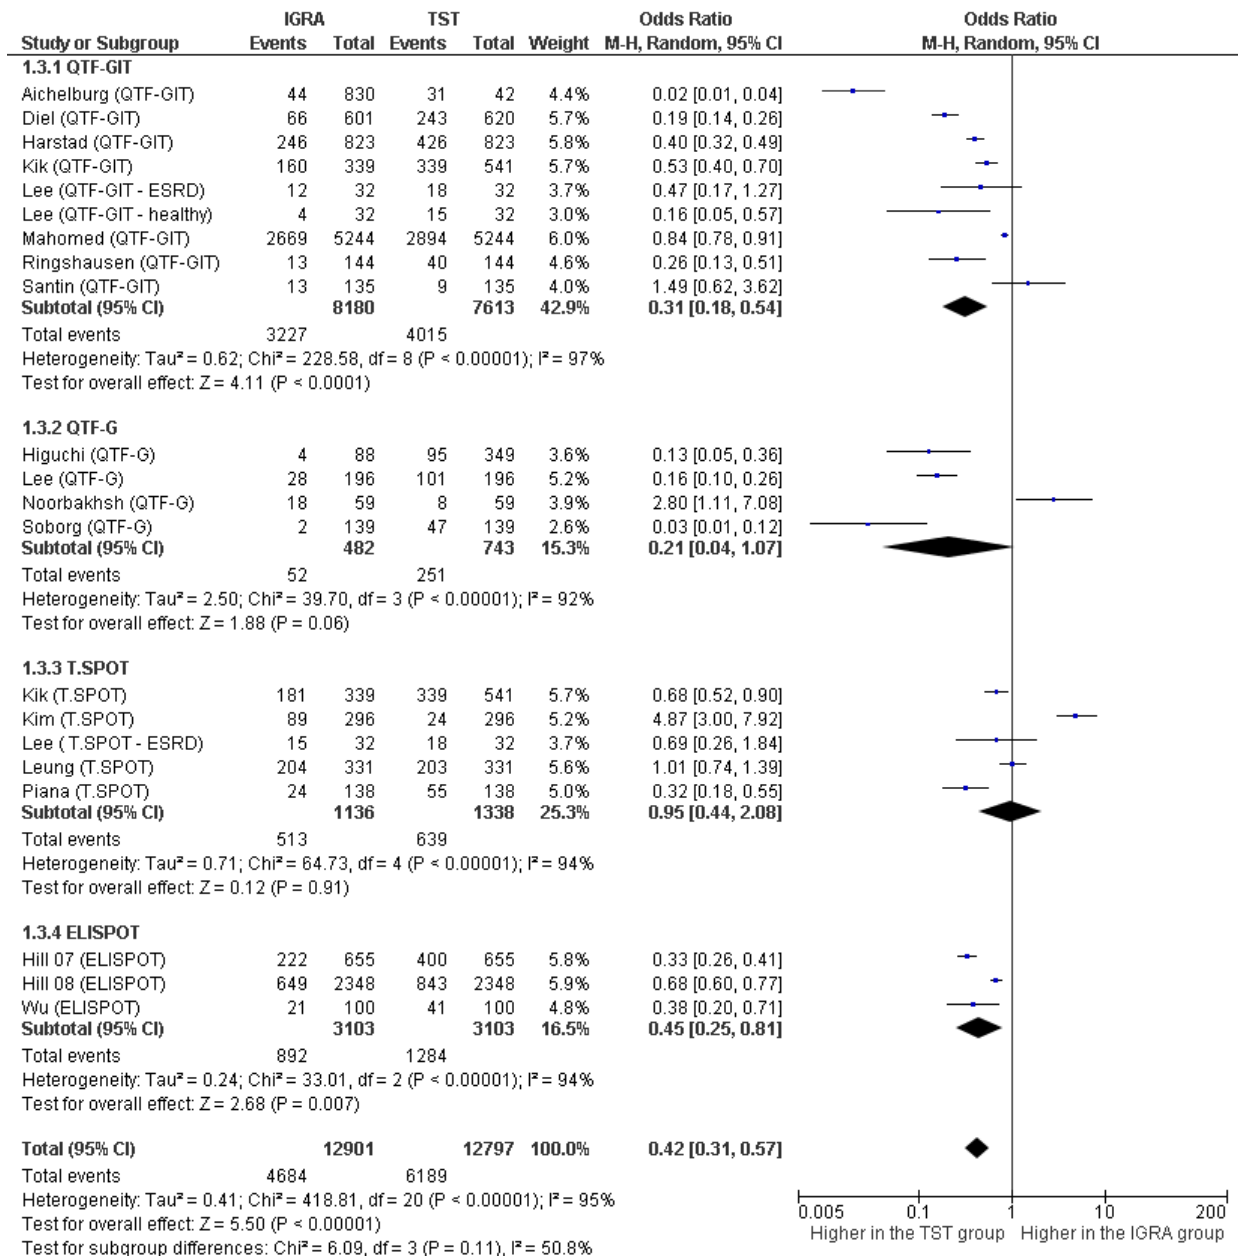 IGRA TST Odds Ratio Odds Ratio
Study or Subgroup Events Total Events Total Weight M-H, Random, 95% CI M-H, Random, 95% CI
1.3.1 QTF-GIT
Aichelburg (QTF-GIT) 44 830 31 42 4.4% 0.02 [0.01, 0.04]
Diel (QTF-GIT) 66 601 243 620 5.7% 0.19 [0.14, 0.26]
Harstad (QTF-GIT) 246 823 426 823 5.8% 0.40 [0.32, 0.49]
Kik (QTF-GIT) 160 339 339 541 5.7% 0.53 [0.40, 0.70]
Lee (QTF-GIT - ESRD) 12 32 18 32 3.7% 0.47 [0.17, 1.27]
Lee (QTF-GIT - healthy) 4 32 15 32 3.0% 0.16 [0.05, 0.57]
Mahomed (QTF-GIT) 2669 5244 2894 5244 6.0% 0.84 [0.78, 0.91]
Ringshausen (QTF-GIT) 13 144 40 144 4.6% 0.26 [0.13, 0.51]
Santin (QTF-GIT) 13 135 9 135 4.0% 1.49 [0.62, 3.62]
Subtotal (95% CI) 8180 7613 42.9% 0.31 [0.18, 0.54]
Total events 3227 4015
Heterogeneity: Tau² = 0.62; Chi² = 228.58, df = 8 (P < 0.00001); I² = 97%
Test for overall effect: Z = 4.11 (P < 0.0001)
1.3.2 QTF-G
Higuchi (QTF-G) 4 88 95 349 3.6% 0.13 [0.05, 0.36]
Lee (QTF-G) 28 196 101 196 5.2% 0.16 [0.10, 0.26]
Noorbakhsh (QTF-G) 18 59 8 59 3.9% 2.80 [1.11, 7.08]
Soborg (QTF-G) 2 139 47 139 2.6% 0.03 [0.01, 0.12]
Subtotal (95% CI) 482 743 15.3% 0.21 [0.04, 1.07]
Total events 52 251
Heterogeneity: Tau² = 2.50; Chi² = 39.70, df = 3 (P < 0.00001); I² = 92%
Test for overall effect: Z = 1.88 (P = 0.06)
1.3.3 T.SPOT
Kik (T.SPOT) 181 339 339 541 5.7% 0.68 [0.52, 0.90]
Kim (T.SPOT) 89 296 24 296 5.2% 4.87 [3.00, 7.92]
Lee ( T.SPOT - ESRD) 15 32 18 32 3.7% 0.69 [0.26, 1.84]
Leung (T.SPOT) 204 331 203 331 5.6% 1.01 [0.74, 1.39]
Piana (T.SPOT) 24 138 55 138 5.0% 0.32 [0.18, 0.55]
Subtotal (95% CI) 1136 1338 25.3% 0.95 [0.44, 2.08]
Total events 513 639
Heterogeneity: Tau² = 0.71; Chi² = 64.73, df = 4 (P < 0.00001); I² = 94%
Test for overall effect: Z = 0.12 (P = 0.91)
1.3.4 ELISPOT
Hill 07 (ELISPOT) 222 655 400 655 5.8% 0.33 [0.26, 0.41]
Hill 08 (ELISPOT) 649 2348 843 2348 5.9% 0.68 [0.60, 0.77]
Wu (ELISPOT) 21 100 41 100 4.8% 0.38 [0.20, 0.71]
Subtotal (95% CI) 3103 3103 16.5% 0.45 [0.25, 0.81]
Total events 892 1284
Heterogeneity: Tau² = 0.24; Chi² = 33.01, df = 2 (P < 0.00001); I² = 94%
Test for overall effect: Z = 2.68 (P = 0.007)
Total (95% CI) 12901 12797 100.0% 0.42 [0.31, 0.57]
Total events 4684 6189
Heterogeneity: Tau² = 0.41; Chi² = 418.81, df = 20 (P < 0.00001); I² = 95%
Test for overall effect: Z = 5.50 (P < 0.00001)
Test for subgroup differences: Chi² = 6.09, df = 3 (P = 0.11), I² = 50.8%
0.005 0.1 1 10 200
Higher in the TST group Higher in the IGRA group